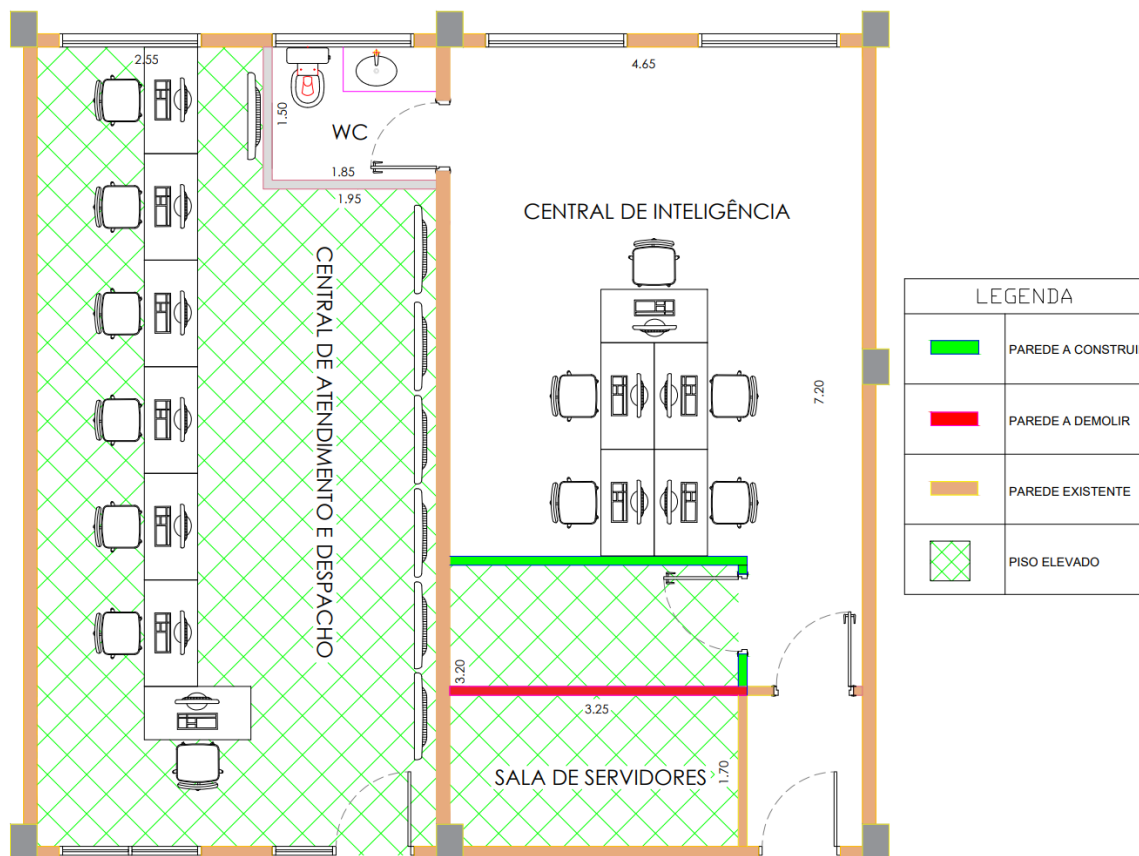 2.55
4.65
1.50
WC
1.85
1.95
CENTRAL DE INTELIGÊNCIA
CENTRAL DE ATENDIMENTO E DESPACHO
7.20
3.20
3.25
SALA DE SERVIDORES
1.70
LEGENDA
PAREDE A CONSTRUI
PAREDE A DEMOLIR
PAREDE EXISTENTE
PISO ELEVADO